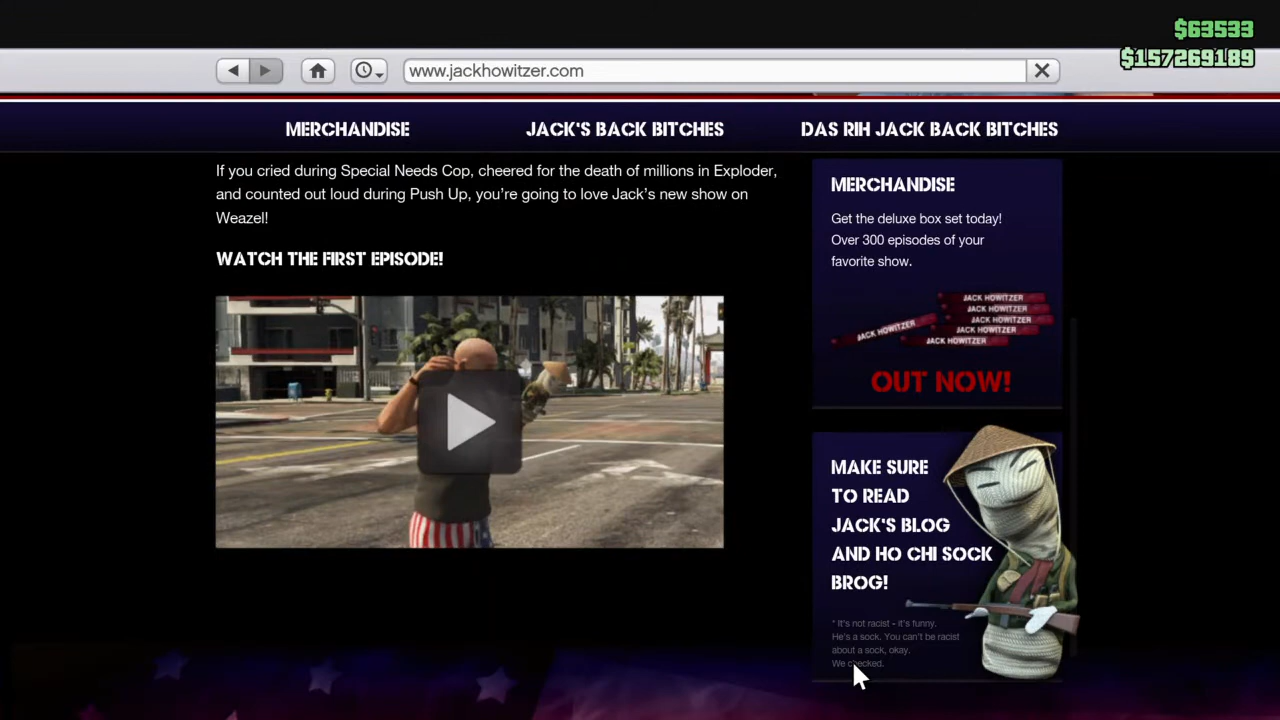 $63533
$157269189
www.jackhowitzer.com
MERCHANDISE
JACK'S BACK BITCHES
DAS RIH JACK BACK BITCHES
If you cried during Special Needs Cop, cheered for the death of millions in Exploder,
and counted out loud during Push Up, you're going to love Jack's new show on
Weazel!
WATCH THE FIRST EPISODE!
MERCHANDISE
Get the deluxe box set today!
Over 300 episodes of your
favorite show.
JACK HOWITZER
JACK HOWITZER
JACK HOWITZER
JACK HOWITZER
JACK HOWITZER
JACK HOWITZER
OUT NOW!
MAKE SURE
TO READ
JACK'S BLOG
AND HO CHI SOCK
BROG!
* It's not racist - it's funny.
He's a sock. You can't be racist
about a sock, okay.
We checked.